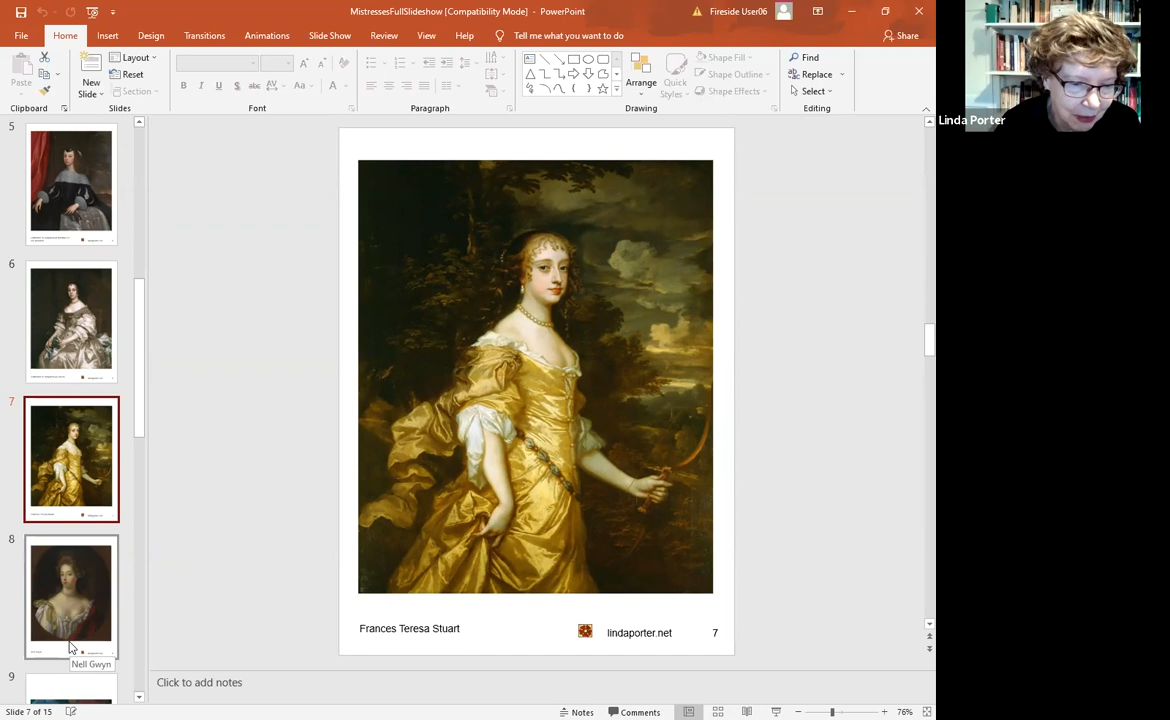 MistressesFullSlideshow [Compatibility Mode] - PowerPoint
Fireside User06
File Home Insert Design Transitions Animations Slide Show Review View Help Tell me what you want to do Share
Paste
New
Slide
Layout
Reset
Section
B I U S abc AV Aa A
Arrange
Quick
Styles
Shape Fill
Shape Outline
Shape Effects
Find
Replace
Select
Clipboard Slides Font Paragraph Drawing Editing
Linda Porter
5
6
7
8
Nell Gwyn
9
Frances Teresa Stuart
lindaporter.net 7
Click to add notes
Slide 7 of 15
Notes Comments 76%